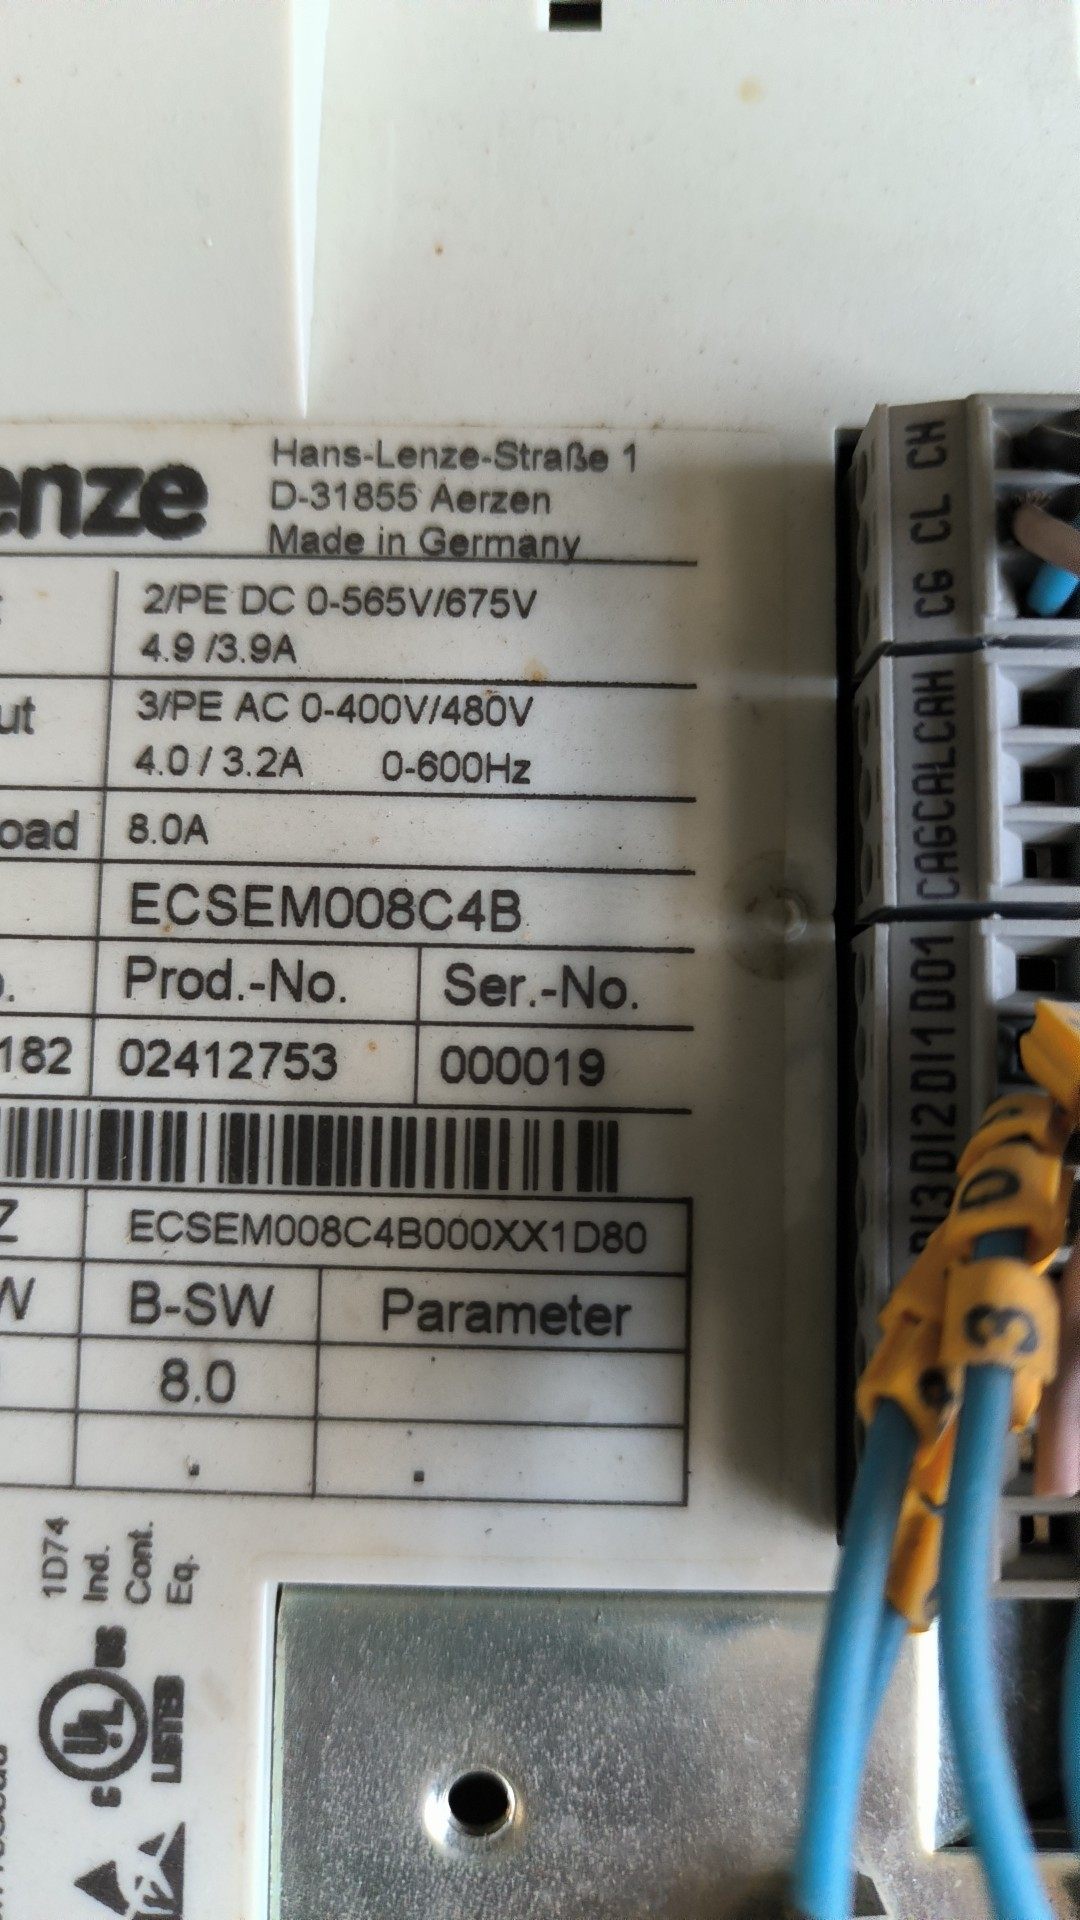 enze
Hans-Lenze-Straße 1
D-31855 Aerzen
Made in Germany
2/PE DC 0-565V/675V
4.9 /3.9A
ut
3/PE AC 0-400V/480V
4.0 / 3.2A 0-600Hz
oad 8.0A
ECSEM008C4B
Prod.-No. Ser.-No.
182 02412753 000019
Z ECSEM008C4B000XX1D80
W B-SW Parameter
8.0
1D74
Ind.
Cont.
Eq.
C UL US
LISTED
CH
CL
CG
CAH
CAL
CAG
DO1
DI1
DI2
DI3
0
3